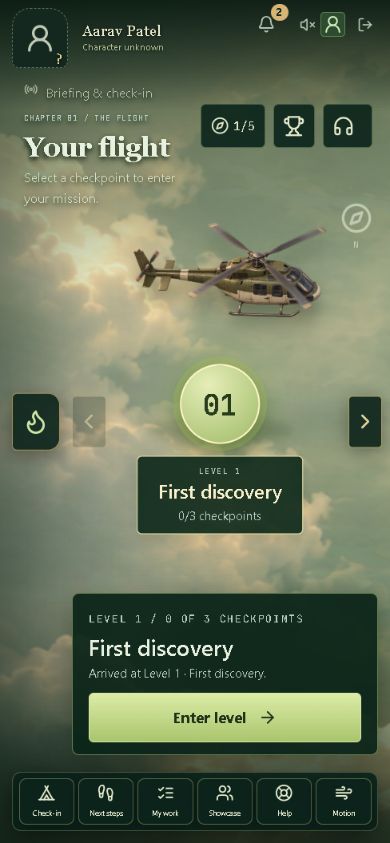 Aarav Patel
Character unknown
?
2
Briefing & check-in
CHAPTER 01 / THE FLIGHT
Your flight
Select a checkpoint to enter
your mission.
1/5
N
01
LEVEL 1
First discovery
0/3 checkpoints
LEVEL 1 / 0 OF 3 CHECKPOINTS
First discovery
Arrived at Level 1 · First discovery.
Enter level
Check-in
Next steps
My work
Showcase
Help
Motion